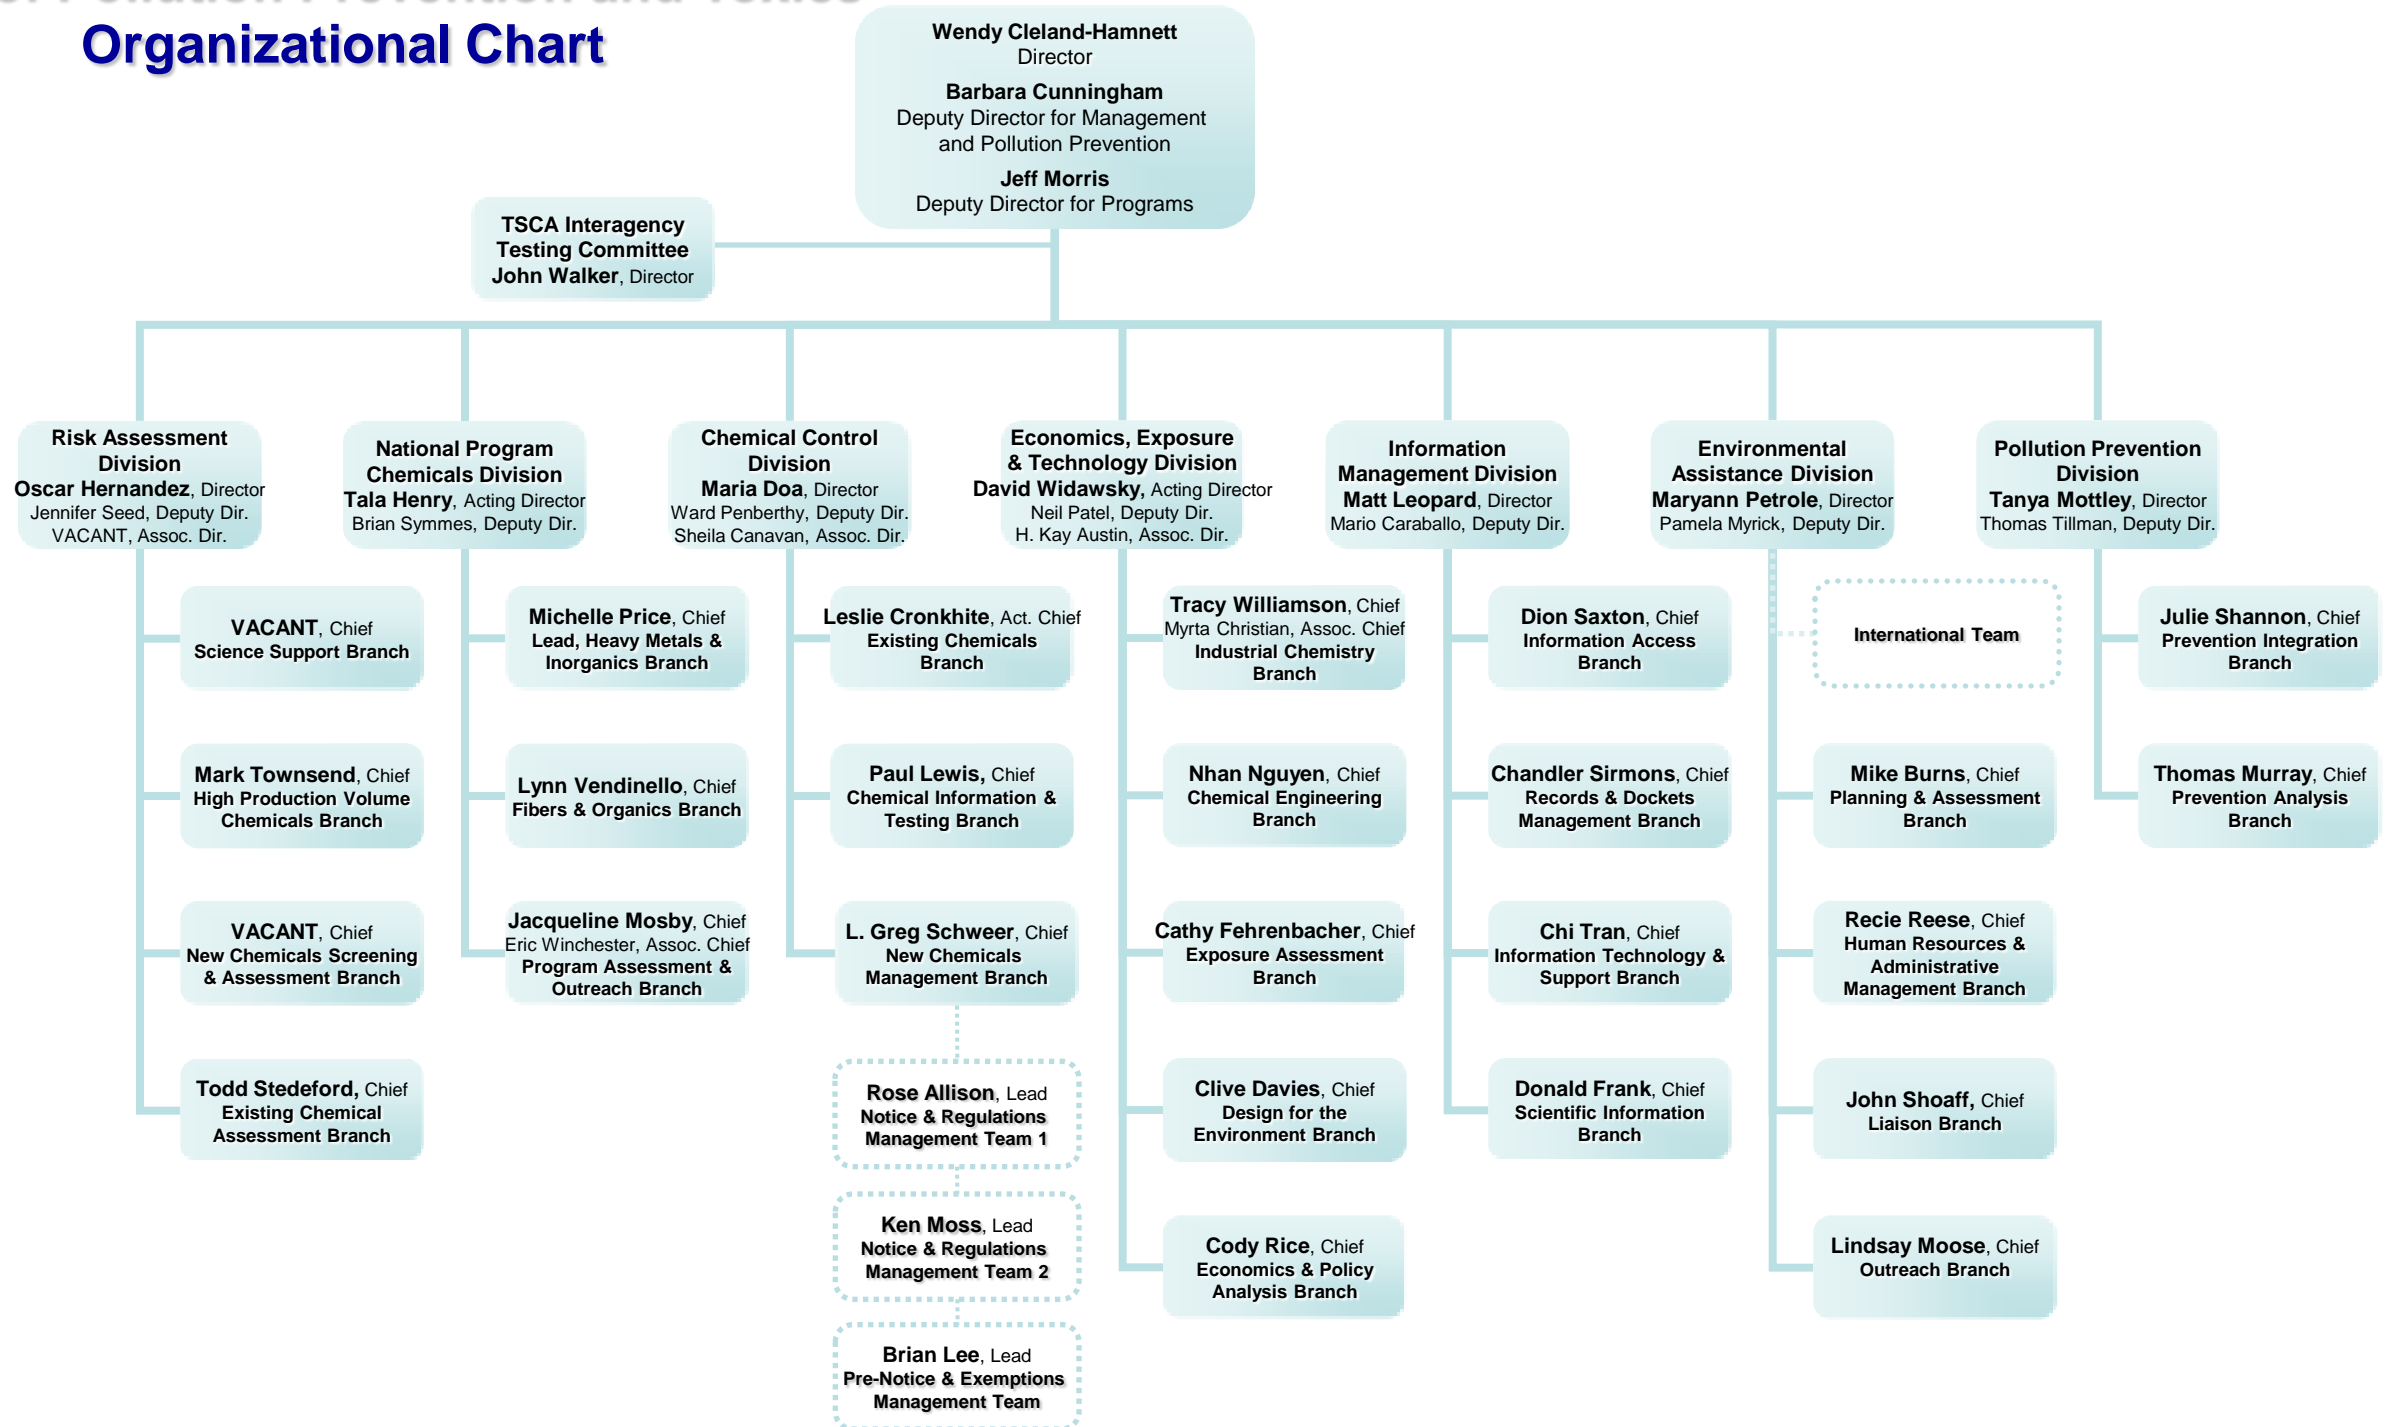 Pollution Prevention and Toxics
Organizational Chart
Wendy Cleland-Hamnett
Director
Barbara Cunningham
Deputy Director for Management
and Pollution Prevention
Jeff Morris
Deputy Director for Programs
TSCA Interagency
Testing Committee
John Walker, Director
Risk Assessment
Division
Oscar Hernandez, Director
Jennifer Seed, Deputy Dir.
VACANT, Assoc. Dir.
National Program
Chemicals Division
Tala Henry, Acting Director
Brian Symmes, Deputy Dir.
Chemical Control
Division
Maria Doa, Director
Ward Penberthy, Deputy Dir.
Sheila Canavan, Assoc. Dir.
Economics, Exposure
& Technology Division
David Widawsky, Acting Director
Neil Patel, Deputy Dir.
H. Kay Austin, Assoc. Dir.
Information
Management Division
Matt Leopard, Director
Mario Caraballo, Deputy Dir.
Environmental
Assistance Division
Maryann Petrole, Director
Pamela Myrick, Deputy Dir.
Pollution Prevention
Division
Tanya Mottley, Director
Thomas Tillman, Deputy Dir.
VACANT, Chief
Science Support Branch
Mark Townsend, Chief
High Production Volume
Chemicals Branch
VACANT, Chief
New Chemicals Screening
& Assessment Branch
Todd Stedeford, Chief
Existing Chemical
Assessment Branch
Michelle Price, Chief
Lead, Heavy Metals &
Inorganics Branch
Lynn Vendinello, Chief
Fibers & Organics Branch
Jacqueline Mosby, Chief
Eric Winchester, Assoc. Chief
Program Assessment &
Outreach Branch
Leslie Cronkhite, Act. Chief
Existing Chemicals
Branch
Paul Lewis, Chief
Chemical Information &
Testing Branch
L. Greg Schweer, Chief
New Chemicals
Management Branch
Rose Allison, Lead
Notice & Regulations
Management Team 1
Ken Moss, Lead
Notice & Regulations
Management Team 2
Brian Lee, Lead
Pre-Notice & Exemptions
Management Team
Tracy Williamson, Chief
Myrta Christian, Assoc. Chief
Industrial Chemistry
Branch
Nhan Nguyen, Chief
Chemical Engineering
Branch
Cathy Fehrenbacher, Chief
Exposure Assessment
Branch
Clive Davies, Chief
Design for the
Environment Branch
Cody Rice, Chief
Economics & Policy
Analysis Branch
Dion Saxton, Chief
Information Access
Branch
Chandler Sirmons, Chief
Records & Dockets
Management Branch
Chi Tran, Chief
Information Technology &
Support Branch
Donald Frank, Chief
Scientific Information
Branch
International Team
Mike Burns, Chief
Planning & Assessment
Branch
Recie Reese, Chief
Human Resources &
Administrative
Management Branch
John Shoaff, Chief
Liaison Branch
Lindsay Moose, Chief
Outreach Branch
Julie Shannon, Chief
Prevention Integration
Branch
Thomas Murray, Chief
Prevention Analysis
Branch